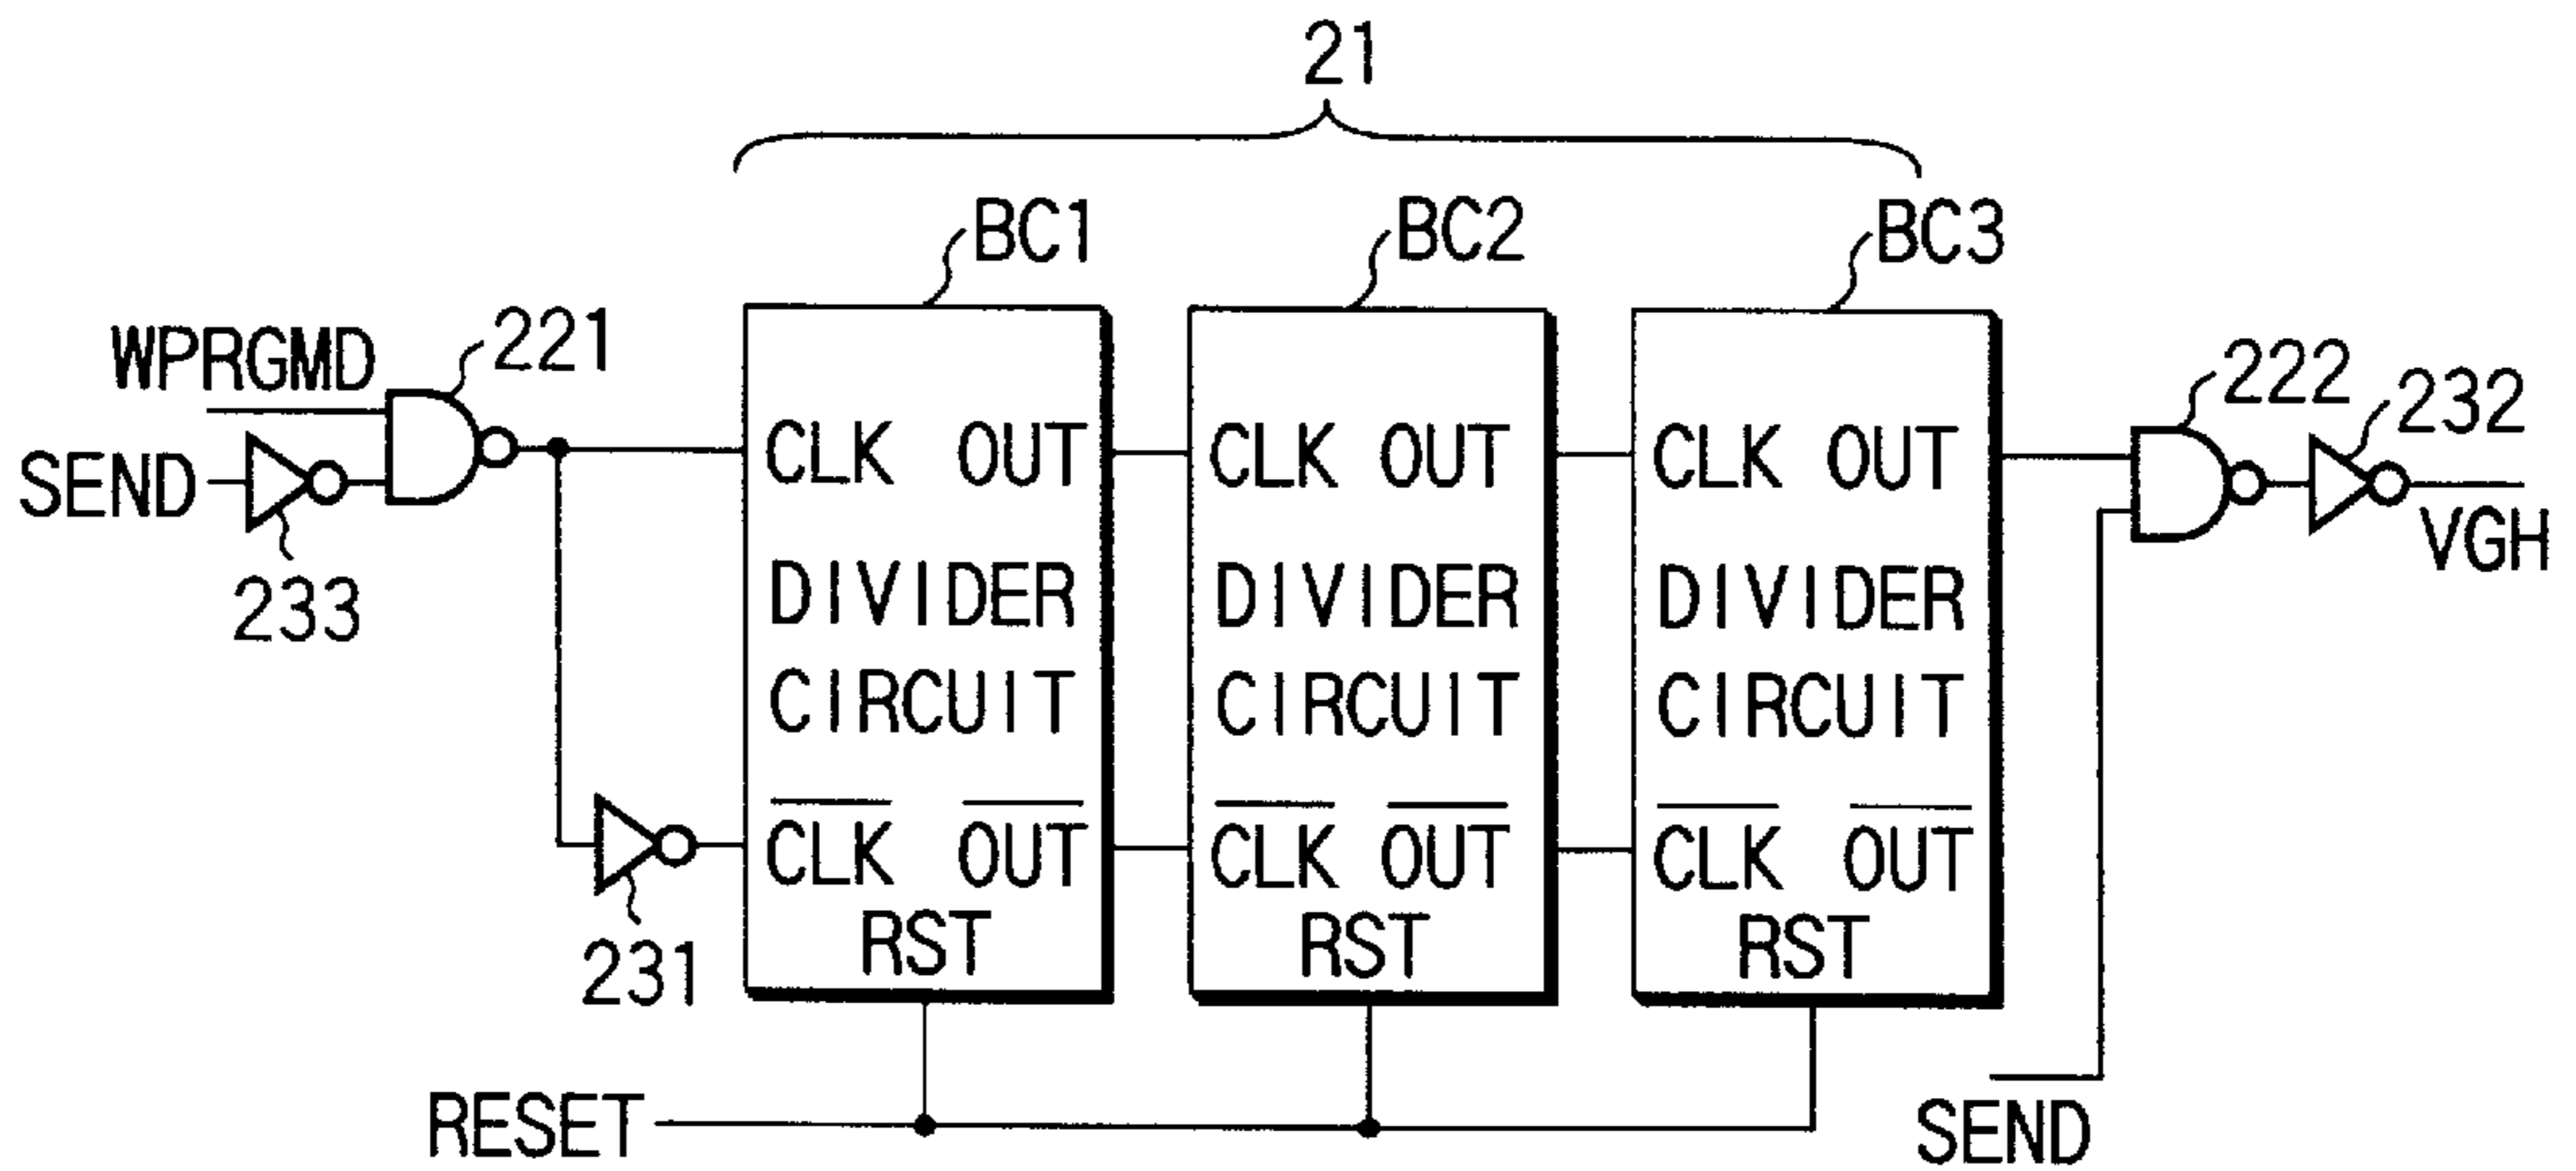 21
BC1
BC2
BC3
WPRGMD
221
SEND
233
CLK OUT
DIVIDER
CIRCUIT
CLK OUT
RST
231
CLK OUT
DIVIDER
CIRCUIT
CLK OUT
RST
CLK OUT
DIVIDER
CIRCUIT
CLK OUT
RST
222
232
VGH
RESET
SEND